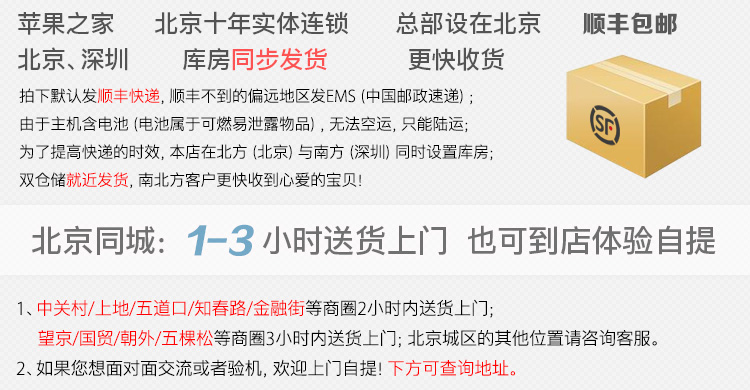 苹果之家 北京十年实体连锁 总部设在北京 顺丰包邮
北京、深圳 库房同步发货 更快收货
拍下默认发顺丰快递, 顺丰不到的偏远地区发EMS (中国邮政速递) ;
由于主机含电池 (电池属于可燃易泄露物品) , 无法空运, 只能陆运;
为了提高快递的时效, 本店在北方 (北京) 与南方 (深圳) 同时设置库房;
双仓储就近发货, 南北方客户更快收到心爱的宝贝!
SF
北京同城: 1-3 小时送货上门 也可到店体验自提
1、中关村/上地/五道口/知春路/金融街等商圈2小时内送货上门;
望京/国贸/朝外/五棵松等商圈3小时内送货上门; 北京城区的其他位置请咨询客服。
2、如果您想面对面交流或者验机, 欢迎上门自提! 下方可查询地址。